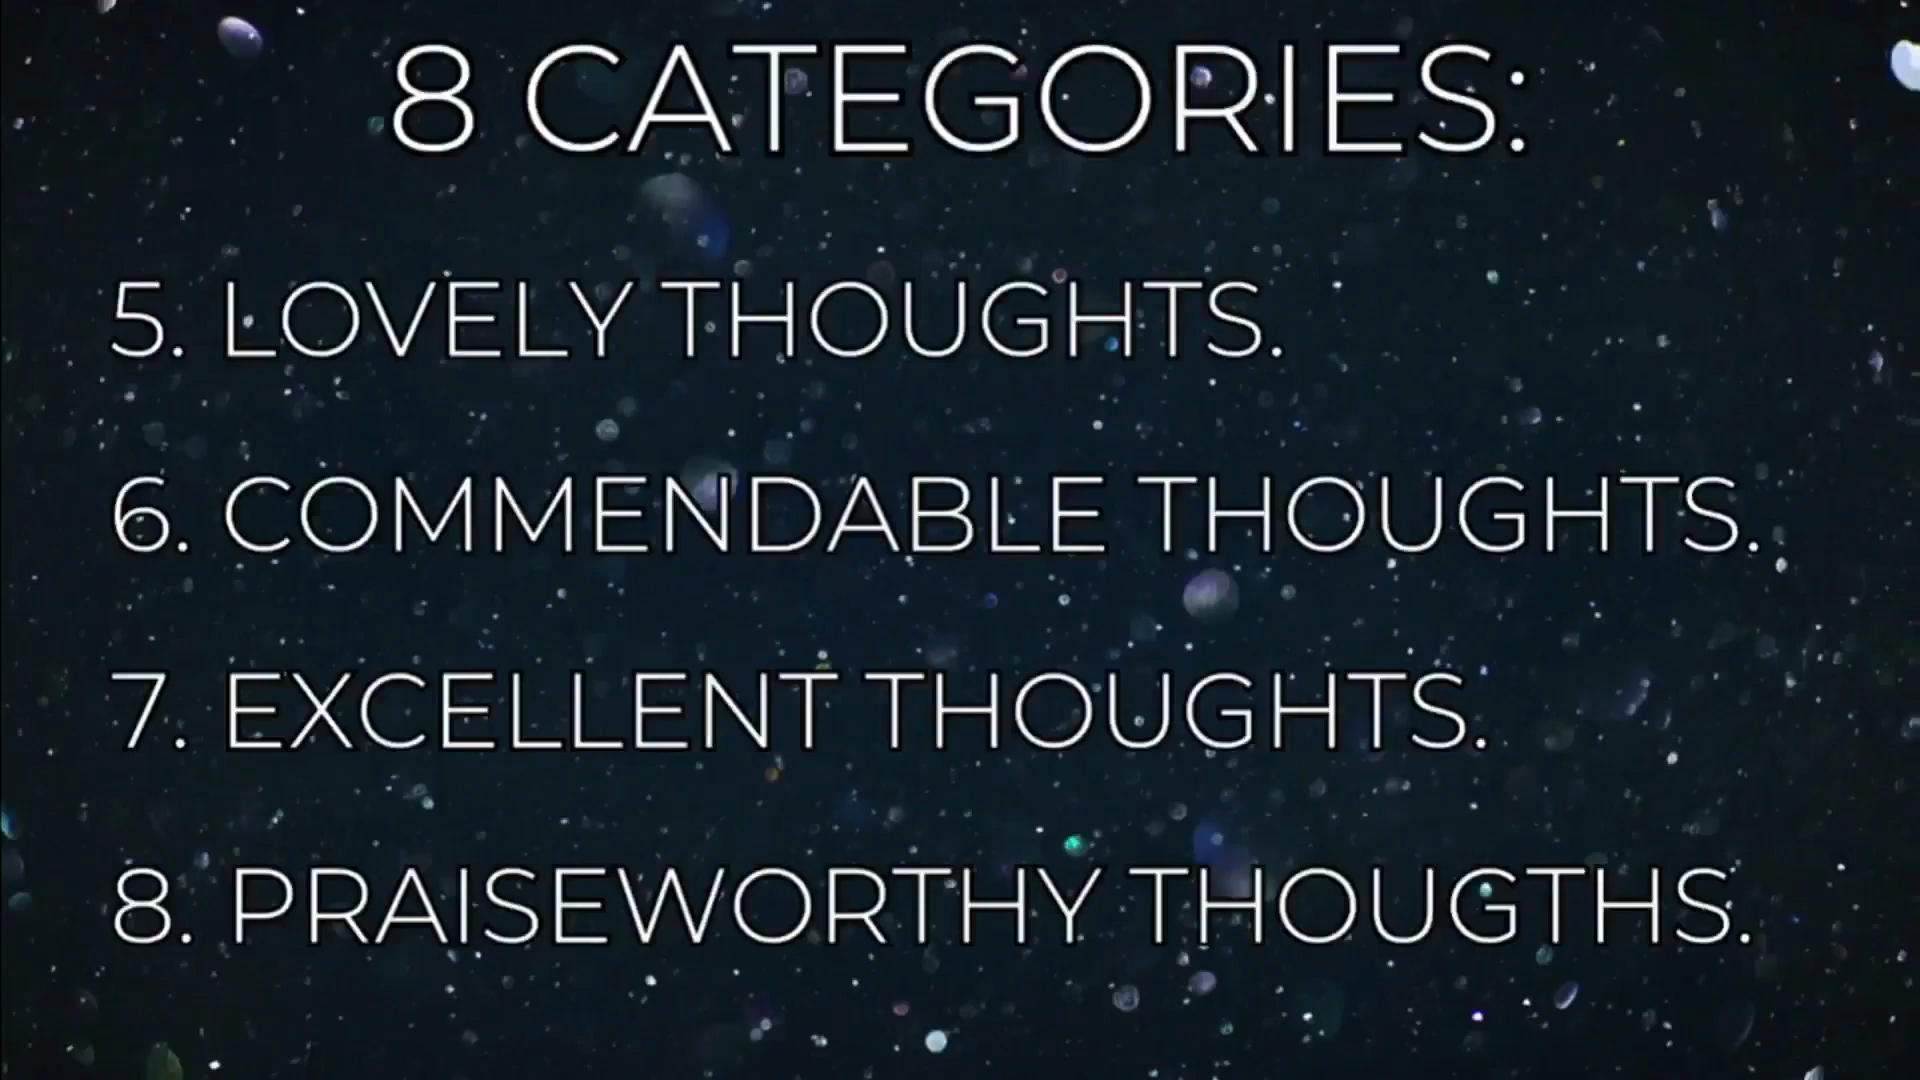 8 CATEGORIES:
5. LOVELY THOUGHTS.
6. COMMENDABLE THOUGHTS.
7. EXCELLENT THOUGHTS.
8. PRAISEWORTHY THOUGTHS.